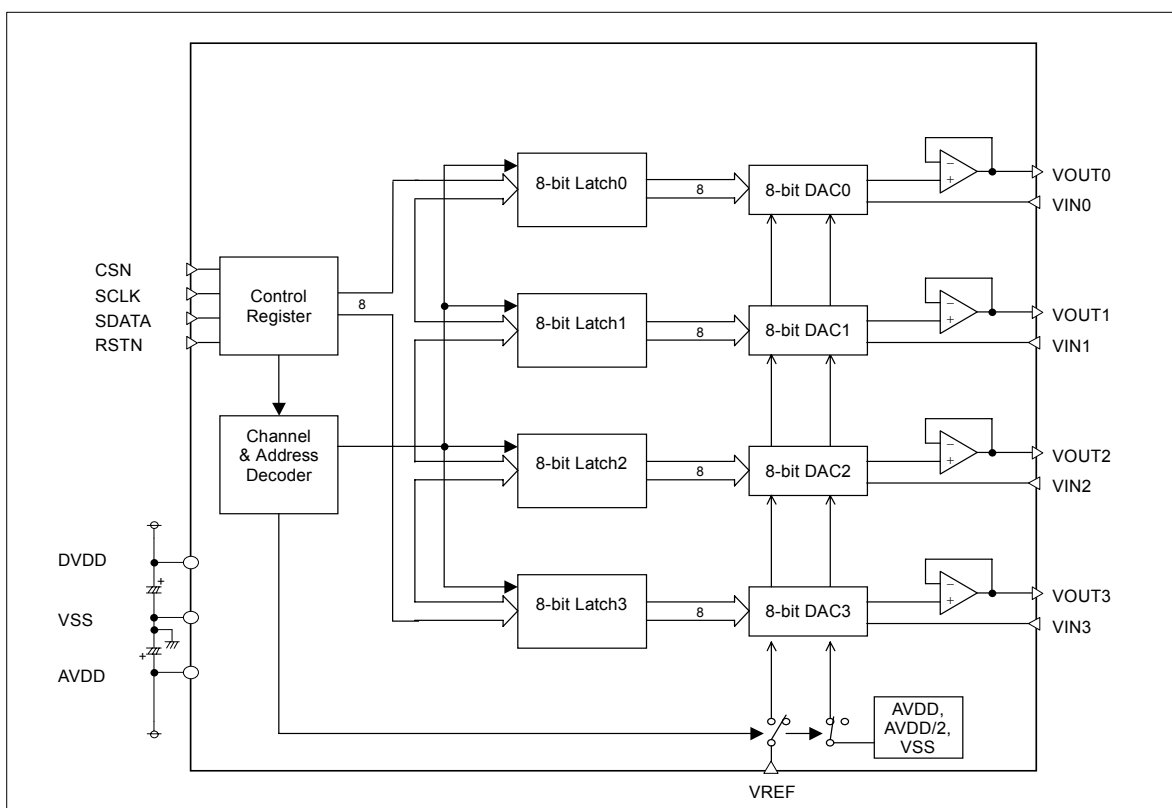 8-bit Latch0
8
8-bit DAC0
−
+
VOUT0
VIN0
CSN
SCLK
SDATA
RSTN
Control
Register
8
8-bit Latch1
8
8-bit DAC1
−
+
VOUT1
VIN1
Channel
& Address
Decoder
8-bit Latch2
8
8-bit DAC2
−
+
VOUT2
VIN2
DVDD
+
VSS
+
AVDD
8-bit Latch3
8
8-bit DAC3
−
+
VOUT3
VIN3
AVDD,
AVDD/2,
VSS
VREF